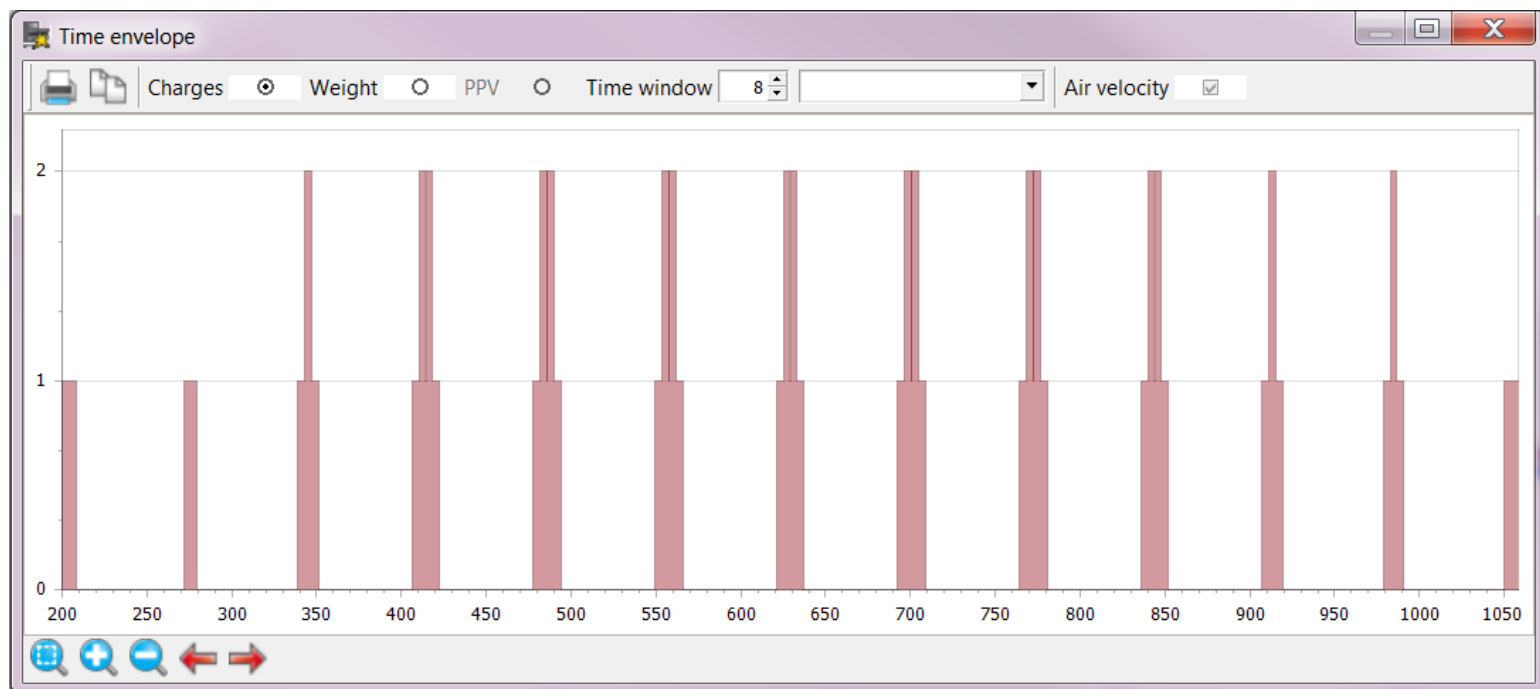 Time envelope
Charges Weight PPV Time window 8 Air velocity
2
1
0
200 250 300 350 400 450 500 550 600 650 700 750 800 850 900 950 1000 1050